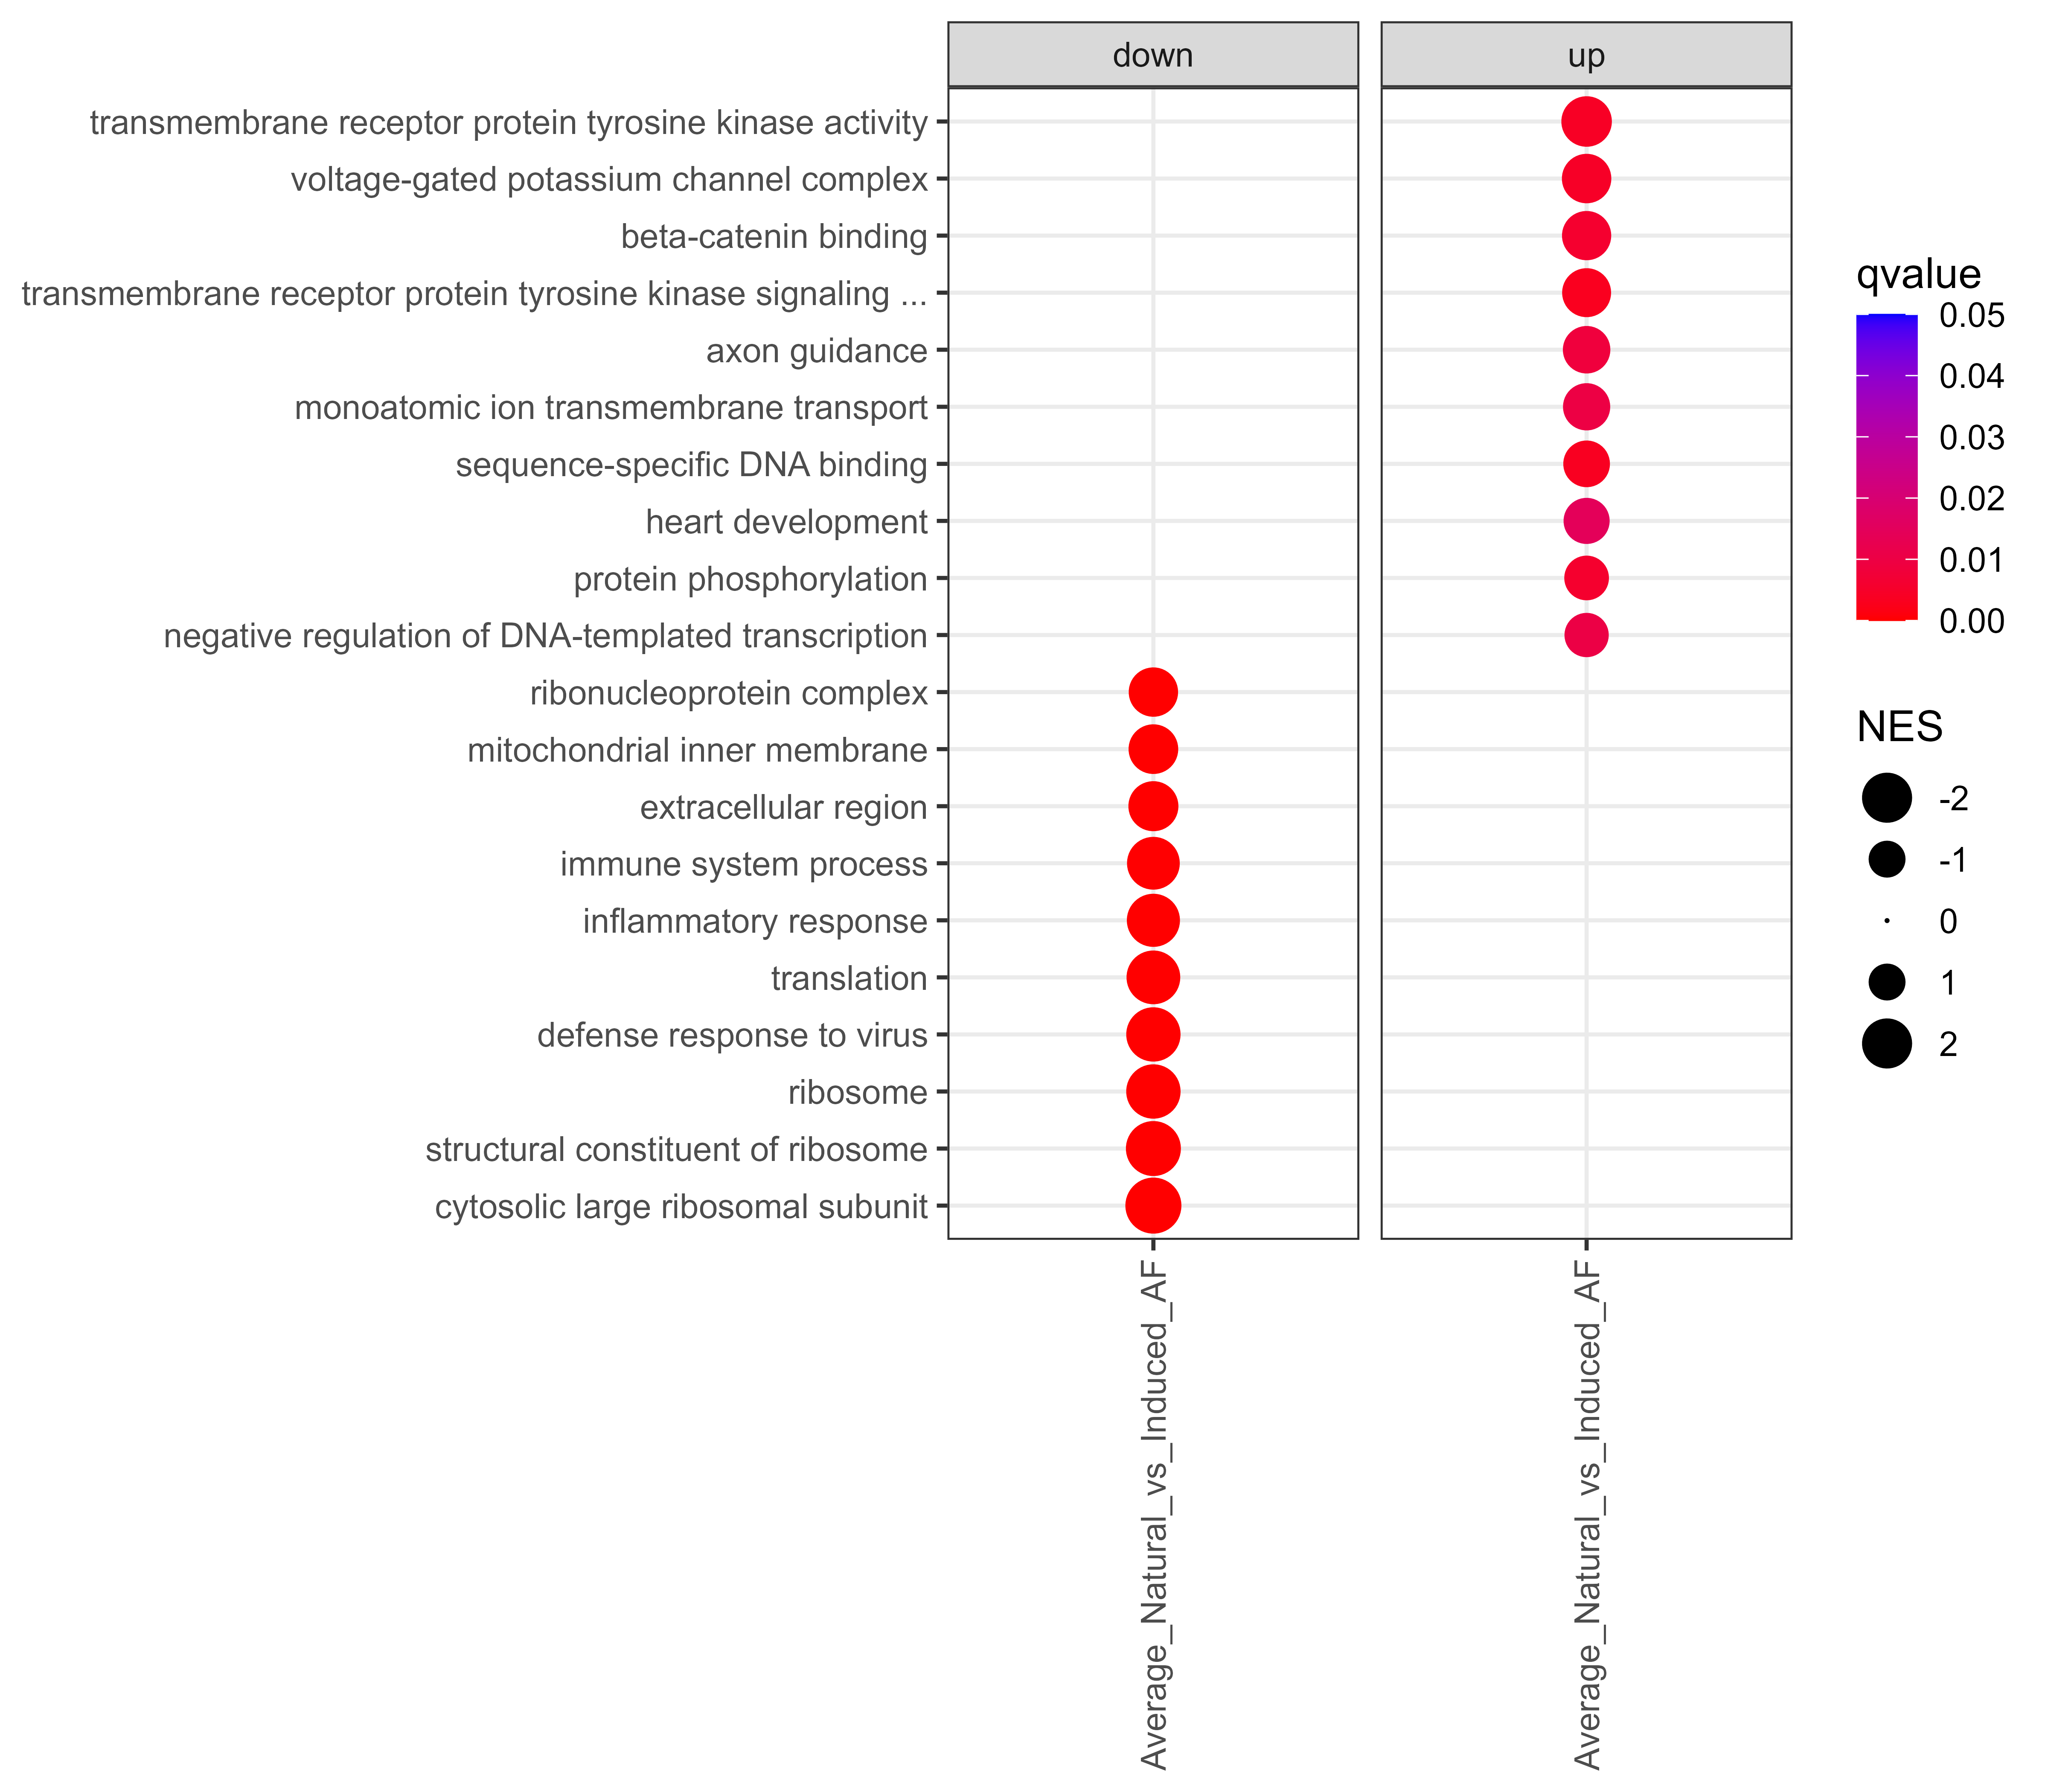 down
up
transmembrane receptor protein tyrosine kinase activity
voltage-gated potassium channel complex
beta-catenin binding
transmembrane receptor protein tyrosine kinase signaling ...
axon guidance
monoatomic ion transmembrane transport
sequence-specific DNA binding
heart development
protein phosphorylation
negative regulation of DNA-templated transcription
ribonucleoprotein complex
mitochondrial inner membrane
extracellular region
immune system process
inflammatory response
translation
defense response to virus
ribosome
structural constituent of ribosome
cytosolic large ribosomal subunit
Average_Natural_vs_Induced_AF
Average_Natural_vs_Induced_AF
qvalue
0.05
0.04
0.03
0.02
0.01
0.00
NES
-2
-1
0
1
2